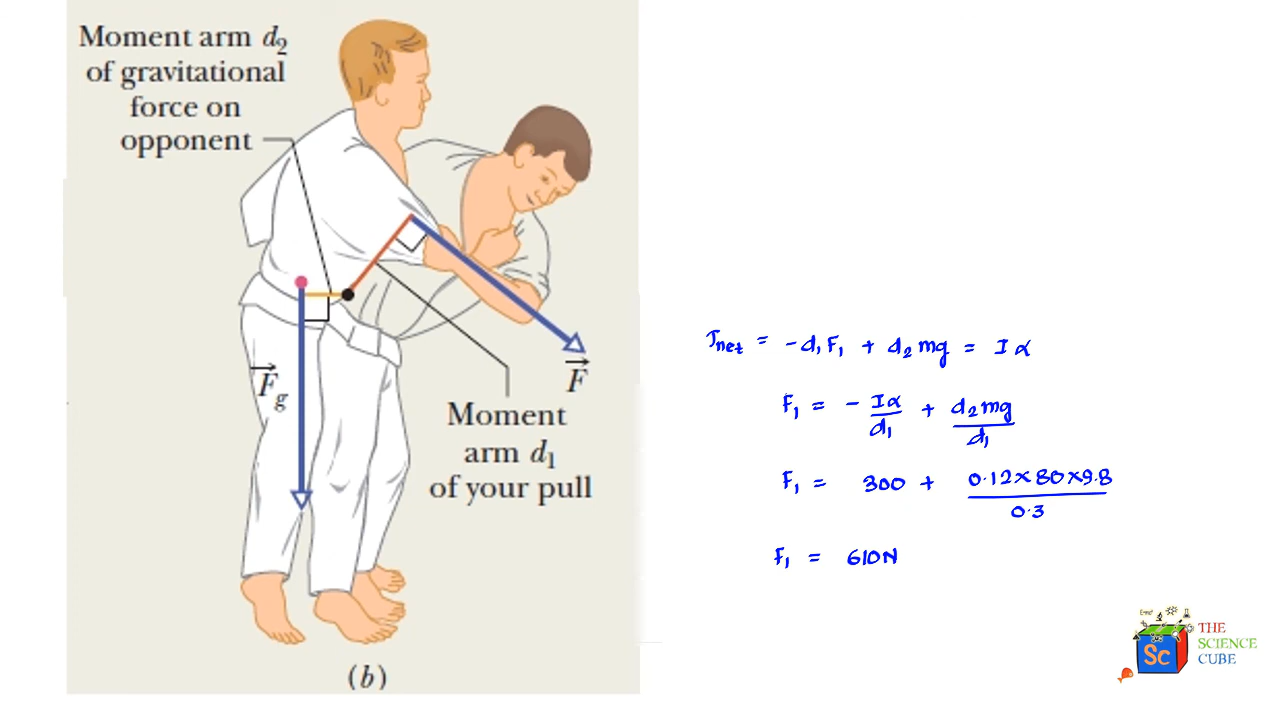 Moment arm d₂
of gravitational
force on
opponent
F⃗g
F⃗
Moment
arm d₁
of your pull
(b)
τnet = -d₁F₁ + d₂mg = Iα
F₁ = - Iα/d₁ + d₂mg/d₁
F₁ = 300 + 0.12×80×9.8/0.3
F₁ = 610N
Sc
THE
SCIENCE
CUBE